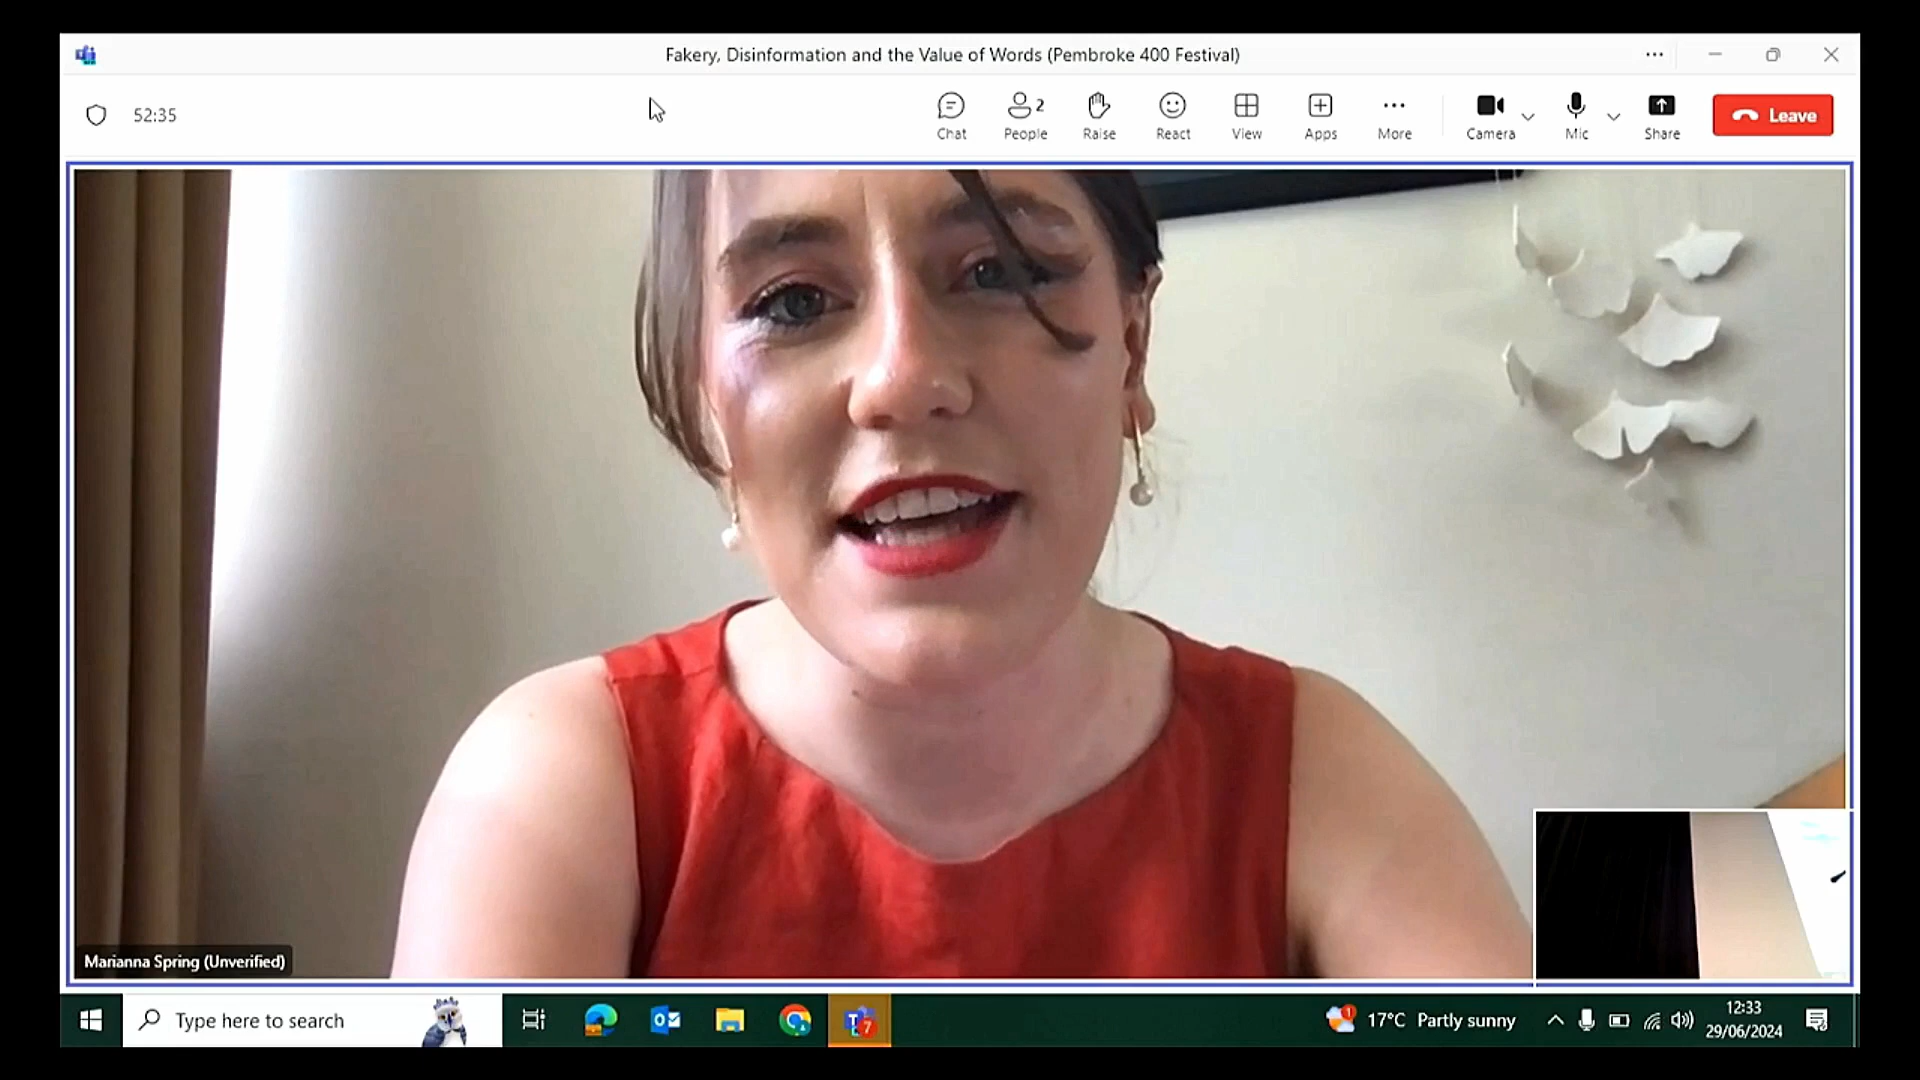 Fakery, Disinformation and the Value of Words (Pembroke 400 Festival)
52:35
Chat
People 2
Raise
React
View
Apps
More
Camera
Mic
Share
Leave
Marianna Spring (Unverified)
Type here to search
7
1
17°C Partly sunny
12:33
29/06/2024